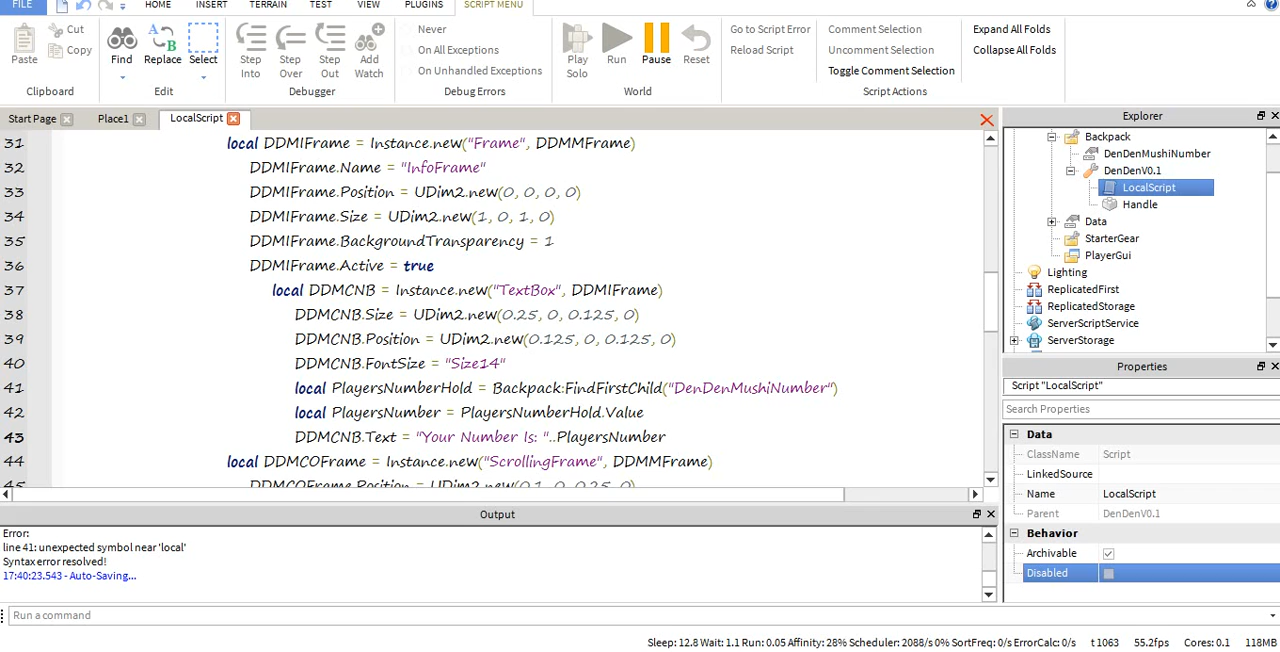 FILE HOME INSERT TERRAIN TEST VIEW PLUGINS SCRIPT MENU
Paste
Cut
Copy
Clipboard
Find
Replace
Select
Edit
Step Into
Step Over
Step Out
Add Watch
Debugger
Never
On All Exceptions
On Unhandled Exceptions
Debug Errors
Play Solo
Run
Pause
Reset
World
Go to Script Error
Reload Script
Comment Selection
Uncomment Selection
Toggle Comment Selection
Script Actions
Expand All Folds
Collapse All Folds
Start Page Place1 LocalScript
31 local DDMIFrame = Instance.new("Frame", DDMMFrame)
32 DDMIFrame.Name = "InfoFrame"
33 DDMIFrame.Position = UDim2.new(0, 0, 0, 0)
34 DDMIFrame.Size = UDim2.new(1, 0, 1, 0)
35 DDMIFrame.BackgroundTransparency = 1
36 DDMIFrame.Active = true
37 local DDMCNB = Instance.new("TextBox", DDMIFrame)
38 DDMCNB.Size = UDim2.new(0.25, 0, 0.125, 0)
39 DDMCNB.Position = UDim2.new(0.125, 0, 0.125, 0)
40 DDMCNB.FontSize = "Size14"
41 local PlayersNumberHold = Backpack:FindFirstChild("DenDenMushiNumber")
42 local PlayersNumber = PlayersNumberHold.Value
43 DDMCNB.Text = "Your Number Is: "..PlayersNumber
44 local DDMCOFrame = Instance.new("ScrollingFrame", DDMMFrame)
45 DDMCOFrame.Position = UDim2.new(0.1, 0, 0.25, 0)
Output
Error:
line 41: unexpected symbol near 'local'
Syntax error resolved!
17:40:23.543 - Auto-Saving...
Run a command
Explorer
Backpack
DenDenMushiNumber
DenDenV0.1
LocalScript
Handle
Data
StarterGear
PlayerGui
Lighting
ReplicatedFirst
ReplicatedStorage
ServerScriptService
ServerStorage
Properties
Script "LocalScript"
Search Properties
Data
ClassName Script
LinkedSource
Name LocalScript
Parent DenDenV0.1
Behavior
Archivable
Disabled
Sleep: 12.8 Wait: 1.1 Run: 0.05 Affinity: 28% Scheduler: 2088/s 0% SortFreq: 0/s ErrorCalc: 0/s t 1063 55.2fps Cores: 0.1 118MB